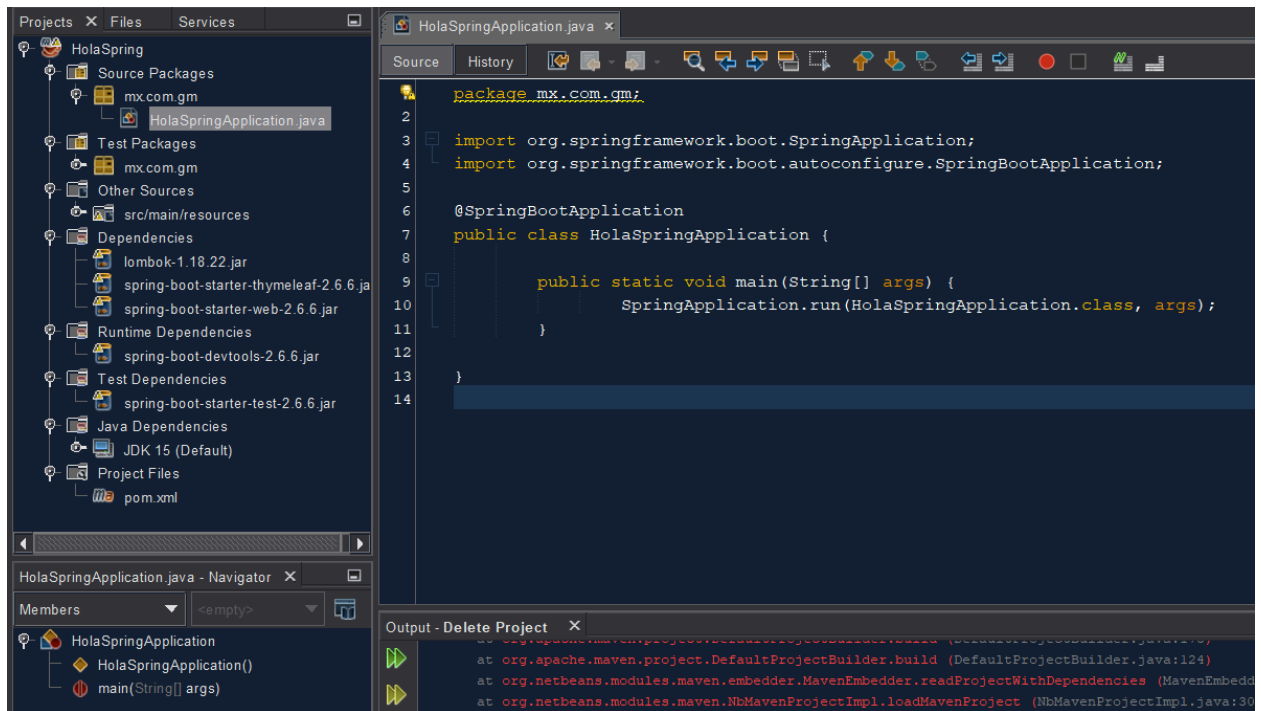 Projects Files Services
HolaSpring
Source Packages
mx.com.gm
HolaSpringApplication.java
Test Packages
mx.com.gm
Other Sources
src/main/resources
Dependencies
lombok-1.18.22.jar
spring-boot-starter-thymeleaf-2.6.6.ja
spring-boot-starter-web-2.6.6.jar
Runtime Dependencies
spring-boot-devtools-2.6.6.jar
Test Dependencies
spring-boot-starter-test-2.6.6.jar
Java Dependencies
JDK 15 (Default)
Project Files
pom.xml
HolaSpringApplication.java - Navigator
Members <empty>
HolaSpringApplication
HolaSpringApplication()
main(String[] args)
HolaSpringApplication.java
Source History
package mx.com.gm;
2
3 import org.springframework.boot.SpringApplication;
4 import org.springframework.boot.autoconfigure.SpringBootApplication;
5
6 @SpringBootApplication
7 public class HolaSpringApplication {
8
9 public static void main(String[] args) {
10 SpringApplication.run(HolaSpringApplication.class, args);
11 }
12
13 }
14
Output - Delete Project
at org.apache.maven.project.DefaultProjectBuilder.build (DefaultProjectBuilder.java:124)
at org.netbeans.modules.maven.embedder.MavenEmbedder.readProjectWithDependencies (MavenEmbedd
at org.netbeans.modules.maven.NbMavenProjectImpl.loadMavenProject (NbMavenProjectImpl.java:30